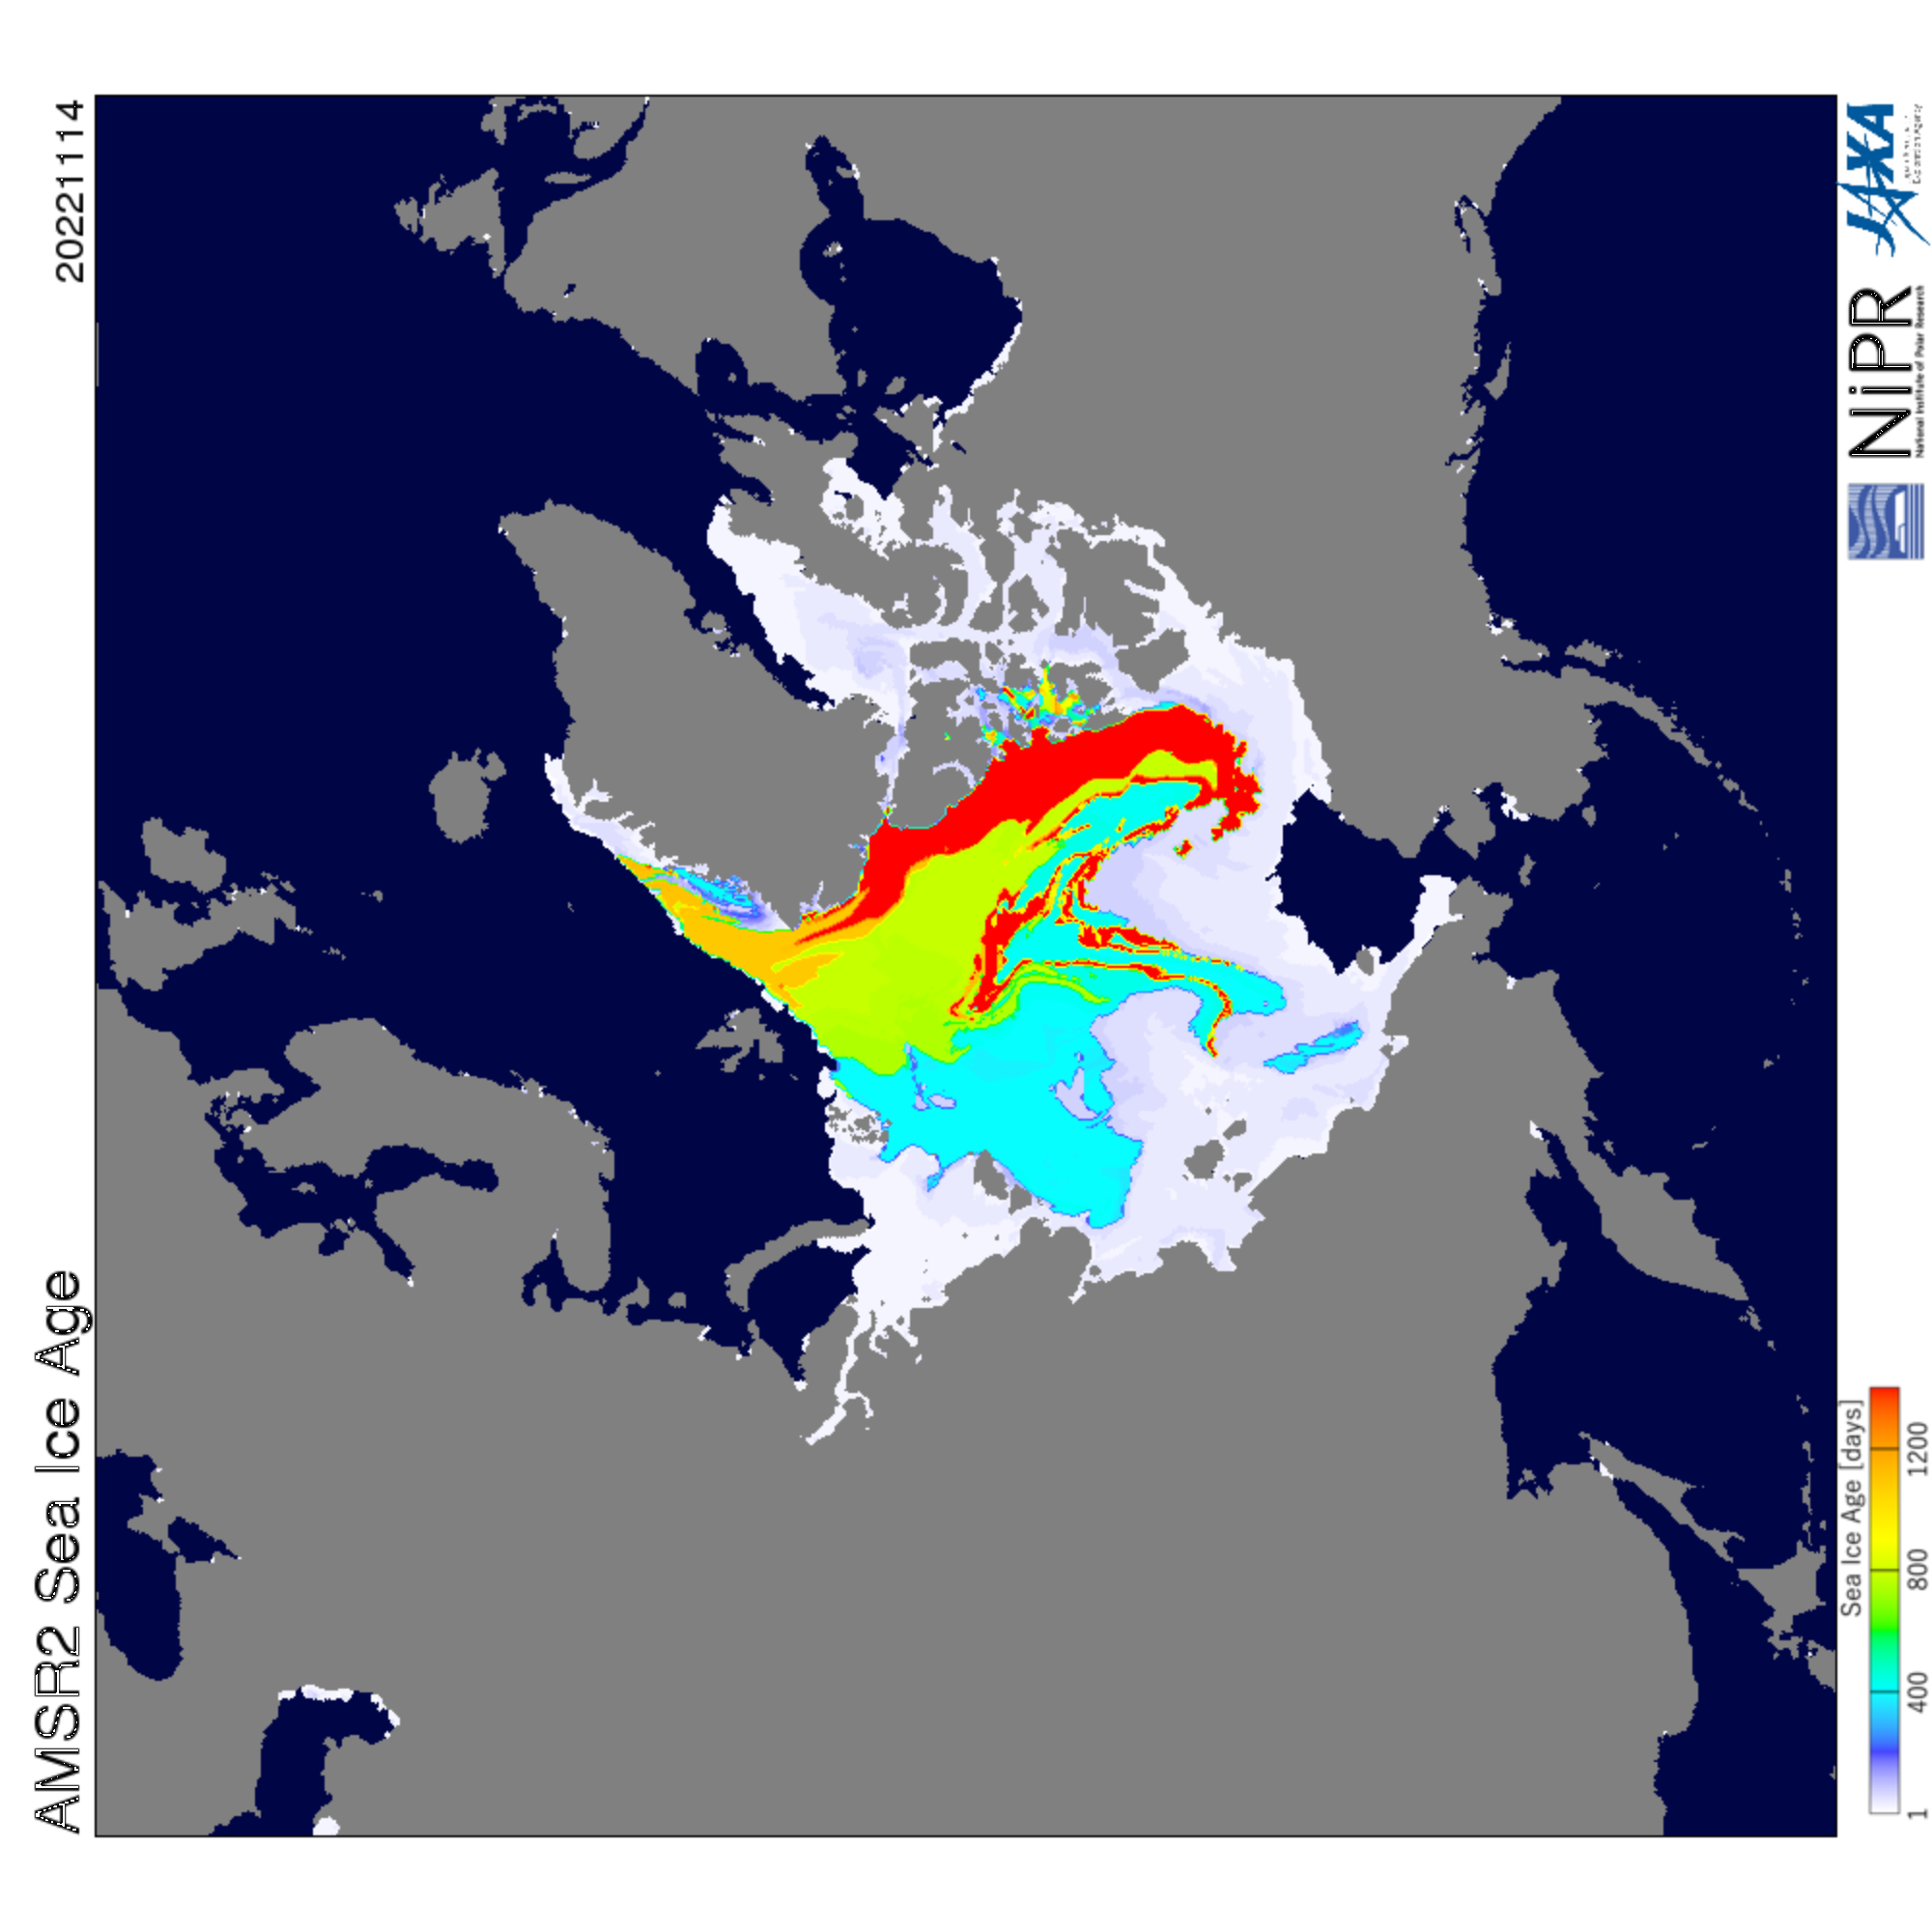 AMSR2 Sea Ice Age
20221114
Sea Ice Age [days]
1
400
800
1200
NiPR
National Institute of Polar Research
JAXA